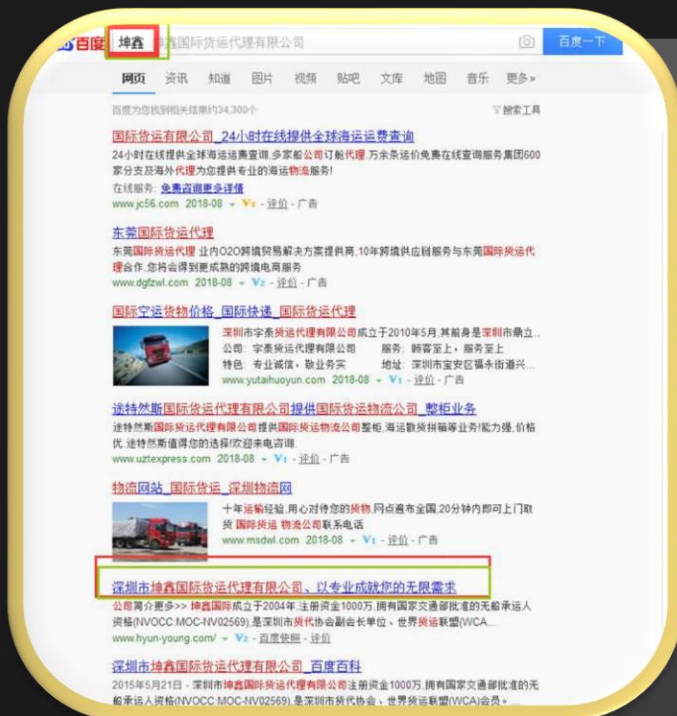 百度 坤鑫 坤鑫国际货运代理有限公司 百度一下
网页 资讯 知道 图片 视频 贴吧 文库 地图 音乐 更多»
百度为您找到相关结果约34,300个 搜索工具
国际货运有限公司_24小时在线提供全球海运运费查询
24小时在线提供全球海运运费查询,多家船公司订舱代理,万余条运价免费在线查询服务集团600
家分支及海外代理为您提供专业的海运物流服务!
在线服务: 免费咨询更多详情
www.jc56.com 2018-08 V2 - 评价 - 广告
东莞国际货运代理
东莞国际货运代理 业内O2O跨境贸易解决方案提供商,10年跨境供应链服务与东莞国际货运代
理合作,您将会得到更成熟的跨境电商服务
www.dgfzwl.com 2018-08 V2 - 评价 - 广告
国际空运货物价格_国际快递_国际货运代理
深圳市宇泰货运代理有限公司成立于2010年5月,其前身是深圳市鼎立...
公司: 宇泰货运代理有限公司 服务: 顾客至上，服务至上
特色: 专业诚信，敬业务实 地址: 深圳市宝安区福永街道兴...
www.yutaihuoyun.com 2018-08 V1 - 评价 - 广告
途特然斯国际货运代理有限公司提供国际货运物流公司_整柜业务
途特然斯国际货运代理有限公司提供国际货运物流公司整柜,海运散货拼箱等业务!能力强,价格
优.途特然斯值得您的选择!欢迎来电咨询.
www.uztexpress.com 2018-08 V1 - 评价 - 广告
物流网站_国际货运_深圳物流网
十年运输经验,用心对待您的货物,网点遍布全国,20分钟内即可上门取
货 国际货运 物流公司联系电话
www.msdwl.com 2018-08 V1 - 评价 - 广告
深圳市坤鑫国际货运代理有限公司、以专业成就您的无限需求
公司简介更多>> 坤鑫国际成立于2004年,注册资金1000万,拥有国家交通部批准的无船承运人
资格(NVOCC:MOC-NV02569),是深圳市货代协会副会长单位、世界货运联盟(WCA...
www.hyun-young.com/ V2 - 百度快照 - 评价
深圳市坤鑫国际货运代理有限公司_百度百科
2015年5月21日 - 深圳市坤鑫国际货运代理有限公司注册资金1000万,拥有国家交通部批准的无
船承运人资格(NVOCC:MOC-NV02569),是深圳市货代协会、世界货运联盟(WCA)会员。...